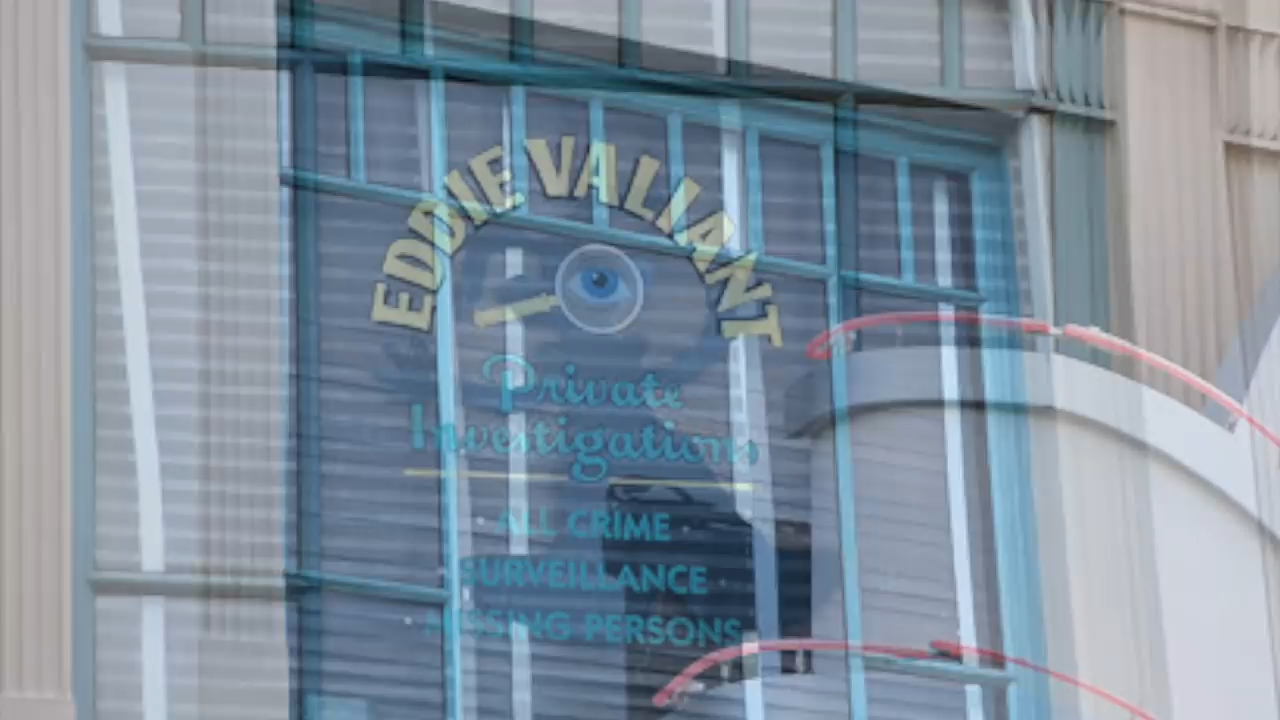 EDDIE VALIANT
Private
Investigations
ALL CRIME
SURVEILLANCE
MISSING PERSONS